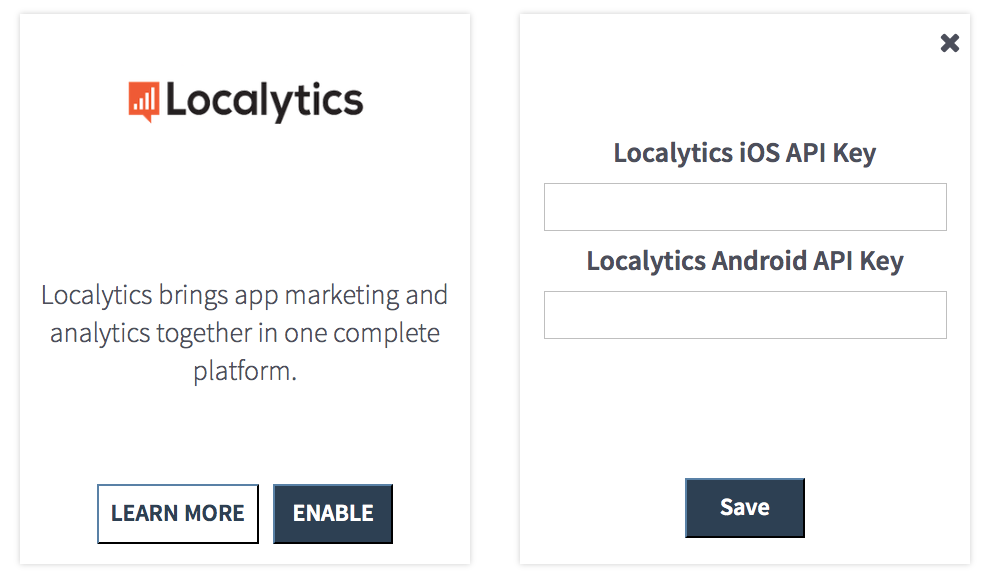 Localytics
Localytics brings app marketing and
analytics together in one complete
platform.
LEARN MORE
ENABLE
Localytics iOS API Key
Localytics Android API Key
Save